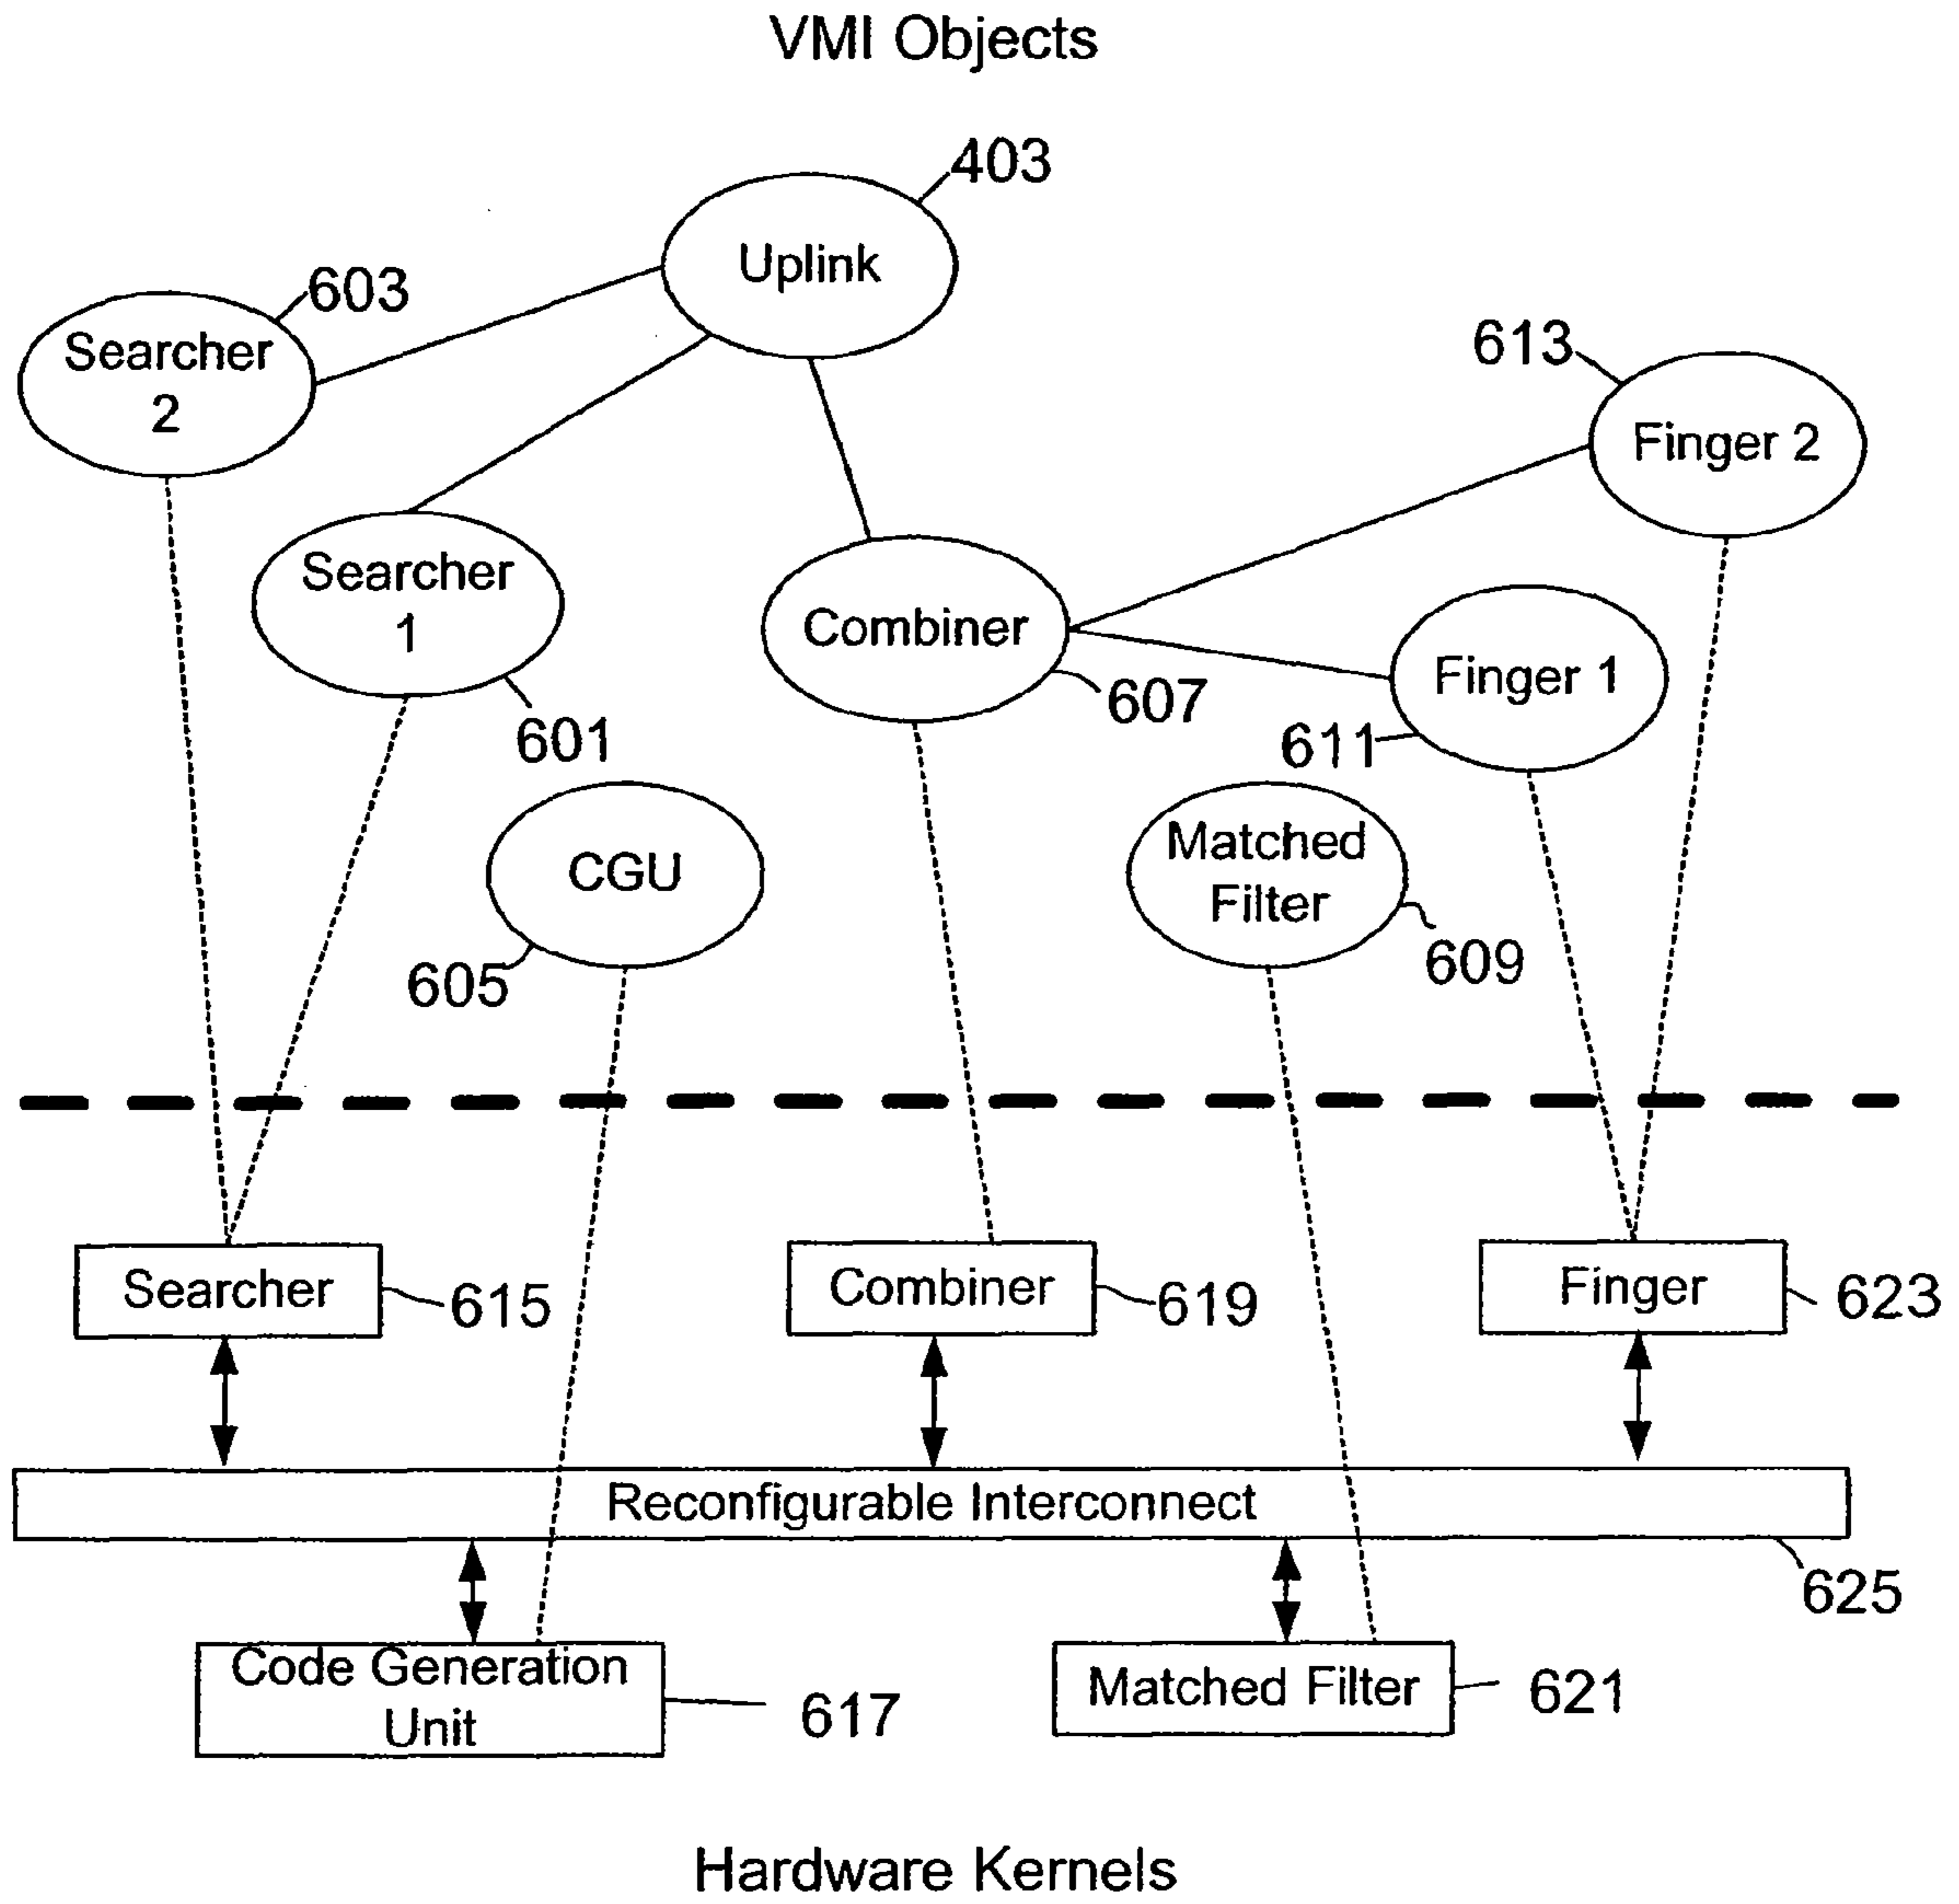 VMI Objects
403
Uplink
603
Searcher
2
613
Finger 2
Searcher
1
601
Combiner
607
Finger 1
611
CGU
605
Matched
Filter
609
Searcher
615
Combiner
619
Finger
623
Reconfigurable Interconnect
625
Code Generation
Unit
617
Matched Filter
621
Hardware Kernels